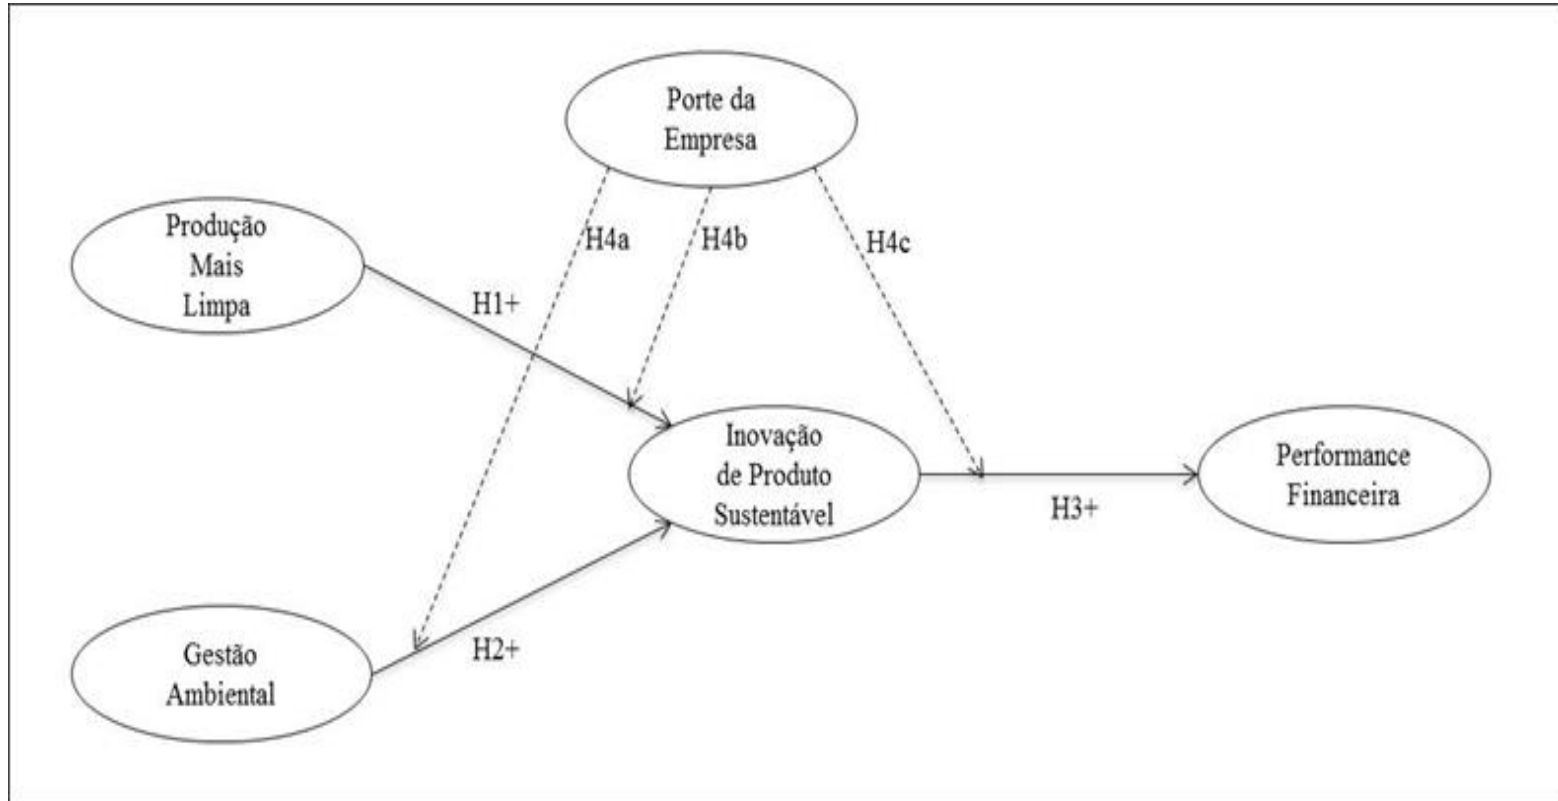 Porte da
Empresa
Produção
Mais
Limpa
H4a
H4b
H4c
H1+
Inovação
de Produto
Sustentável
Performance
Financeira
H3+
Gestão
Ambiental
H2+